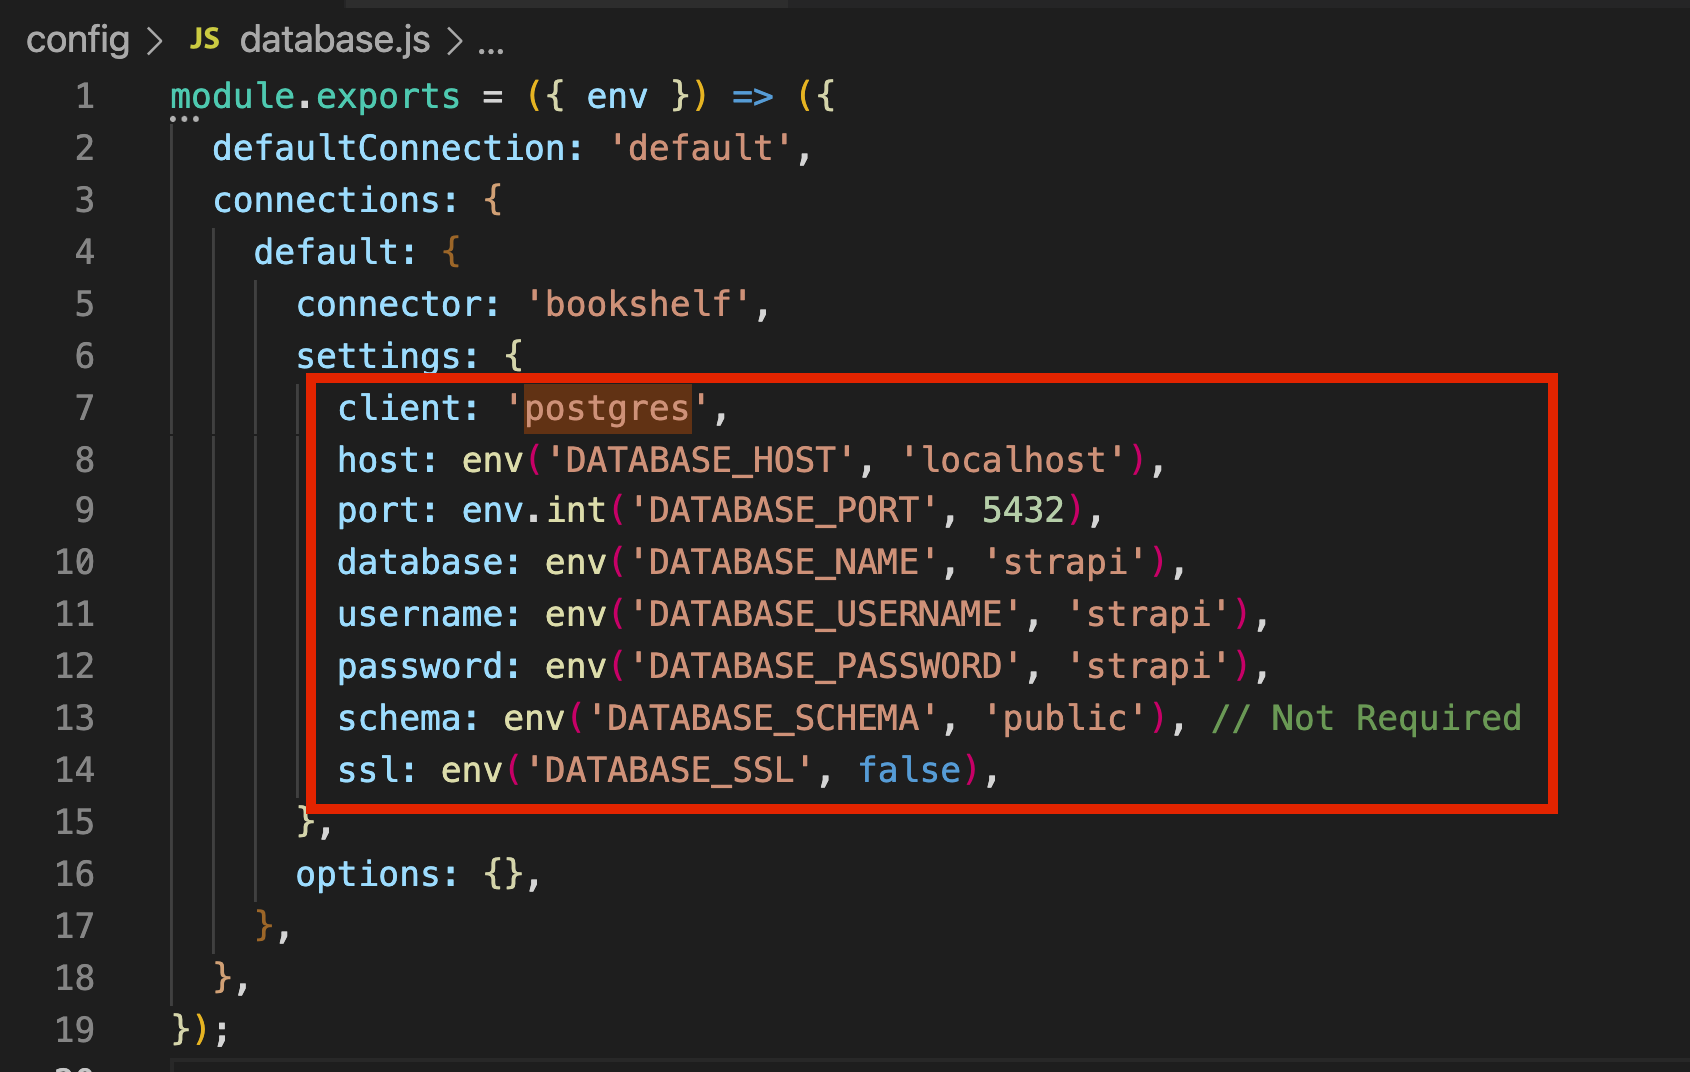 config > JS database.js > ...
1 module.exports = ({ env }) => ({
2 defaultConnection: 'default',
3 connections: {
4 default: {
5 connector: 'bookshelf',
6 settings: {
7 client: 'postgres',
8 host: env('DATABASE_HOST', 'localhost'),
9 port: env.int('DATABASE_PORT', 5432),
10 database: env('DATABASE_NAME', 'strapi'),
11 username: env('DATABASE_USERNAME', 'strapi'),
12 password: env('DATABASE_PASSWORD', 'strapi'),
13 schema: env('DATABASE_SCHEMA', 'public'), // Not Required
14 ssl: env('DATABASE_SSL', false),
15 },
16 options: {},
17 },
18 },
19 });